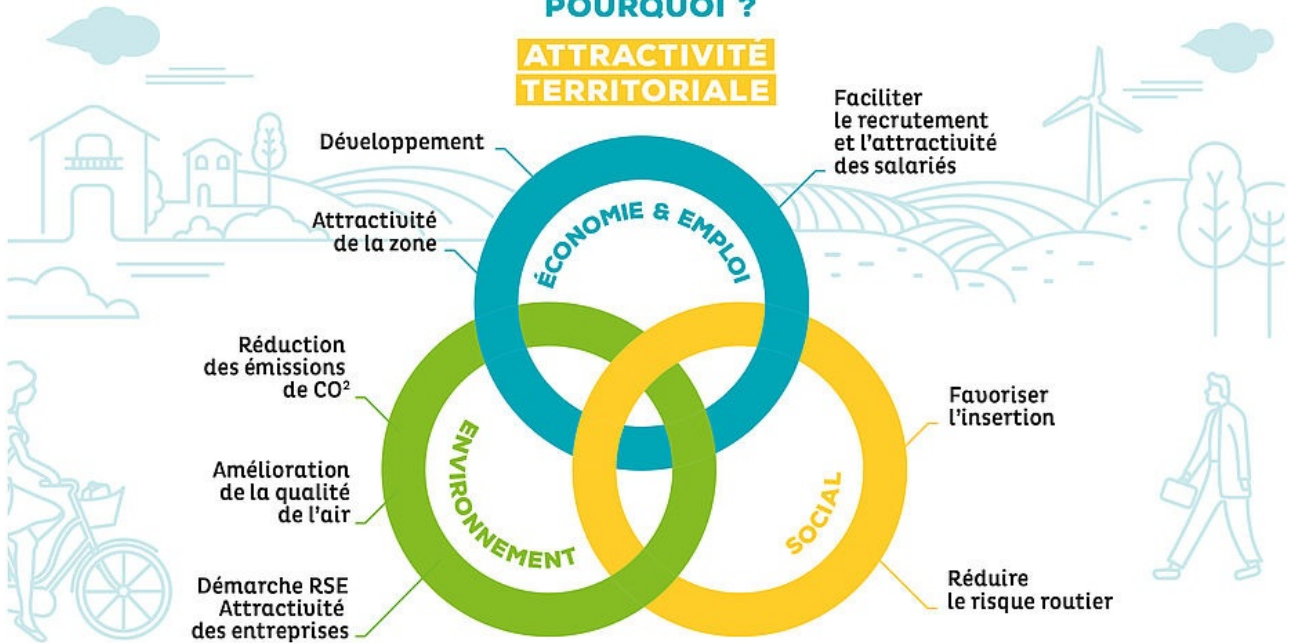 POURQUOI ?
ATTRACTIVITÉ
TERRITORIALE
Développement
Attractivité
de la zone
Faciliter
le recrutement
et l'attractivité
des salariés
ÉCONOMIE & EMPLOI
Réduction
des émissions
de CO²
Amélioration
de la qualité
de l'air
Démarche RSE
Attractivité
des entreprises
ENVIRONNEMENT
SOCIAL
Favoriser
l'insertion
Réduire
le risque routier